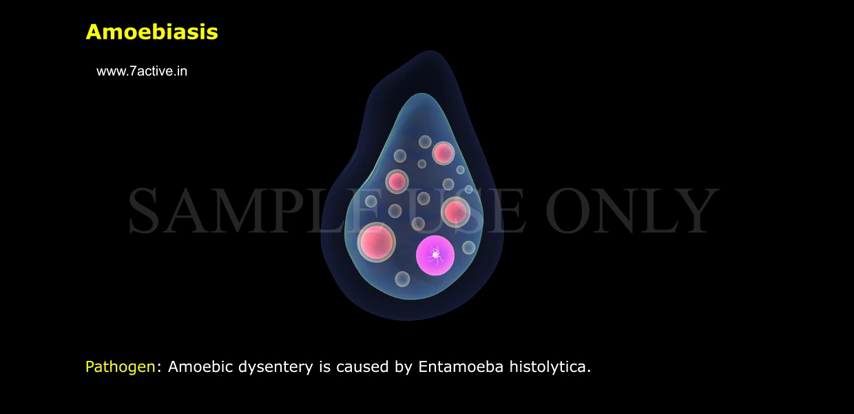 Amoebiasis
www.7active.in
SAMPLE USE ONLY
Pathogen: Amoebic dysentery is caused by Entamoeba histolytica.